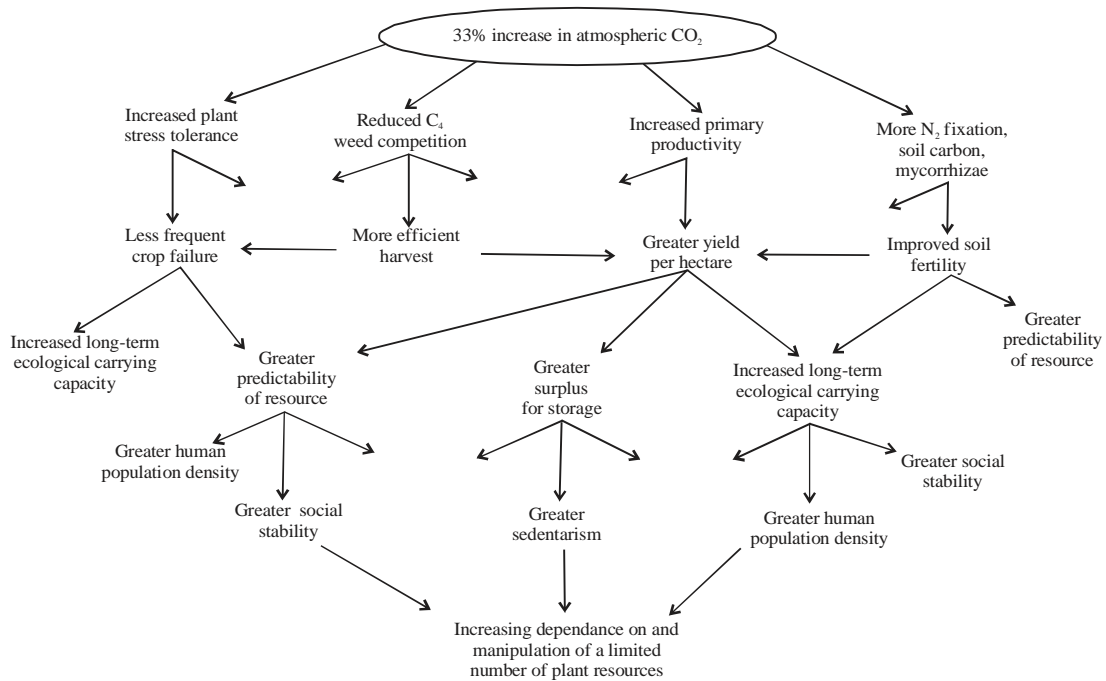 33% increase in atmospheric CO₂
Increased plant
stress tolerance
Reduced C₄
weed competition
Increased primary
productivity
More N₂ fixation,
soil carbon,
mycorrhizae
Less frequent
crop failure
More efficient
harvest
Greater yield
per hectare
Improved soil
fertility
Increased long-term
ecological carrying
capacity
Greater
predictability
of resource
Greater
surplus
for storage
Increased long-term
ecological carrying
capacity
Greater
predictability
of resource
Greater human
population density
Greater social
stability
Greater
sedentarism
Greater human
population density
Greater social
stability
Increasing dependance on and
manipulation of a limited
number of plant resources